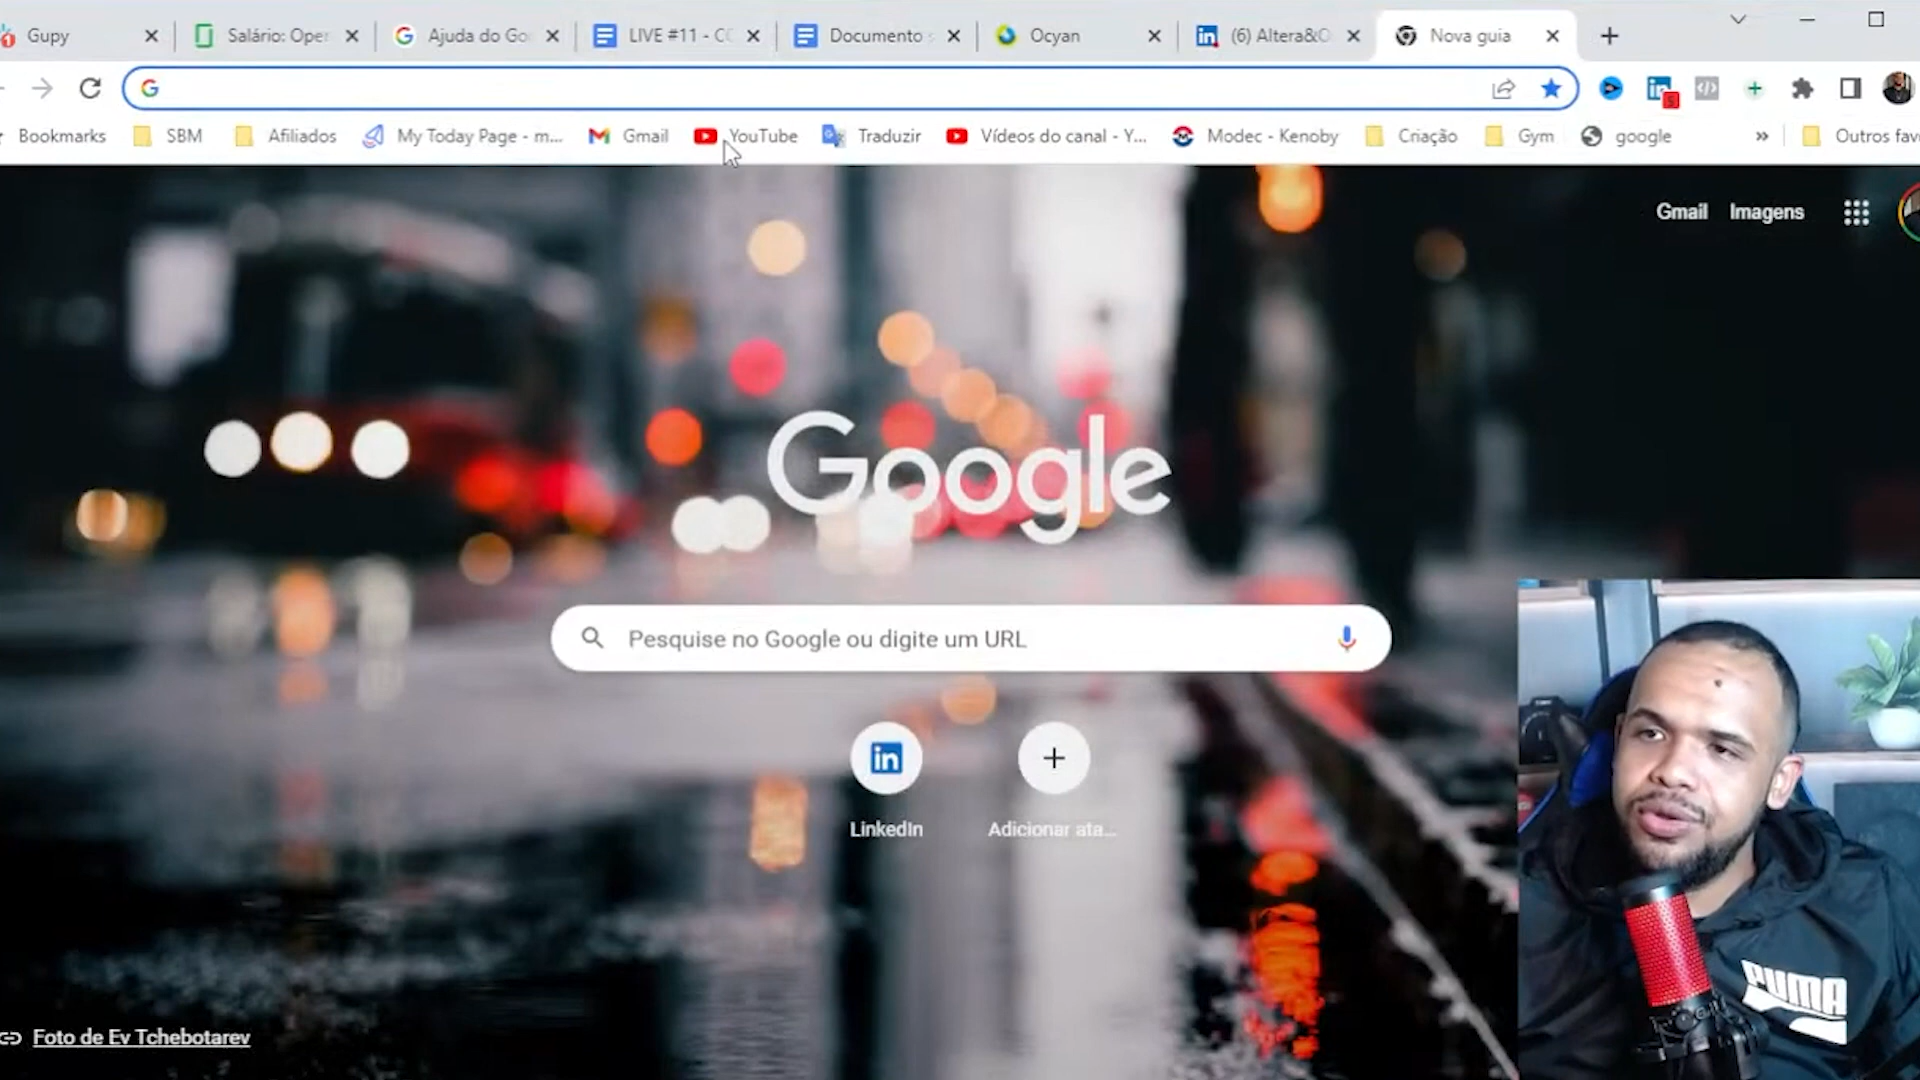 Gupy
Salário: Oper
Ajuda do Go
LIVE #11 - CO
Documento s
Ocyan
(6) Altera&O
Nova guia
Bookmarks
SBM
Afiliados
My Today Page - m...
Gmail
YouTube
Traduzir
Vídeos do canal - Y...
Modec - Kenoby
Criação
Gym
google
»
Outros fav
Gmail
Imagens
Google
Pesquise no Google ou digite um URL
LinkedIn
Adicionar ata...
Foto de Ev Tchebotarev
PUMA